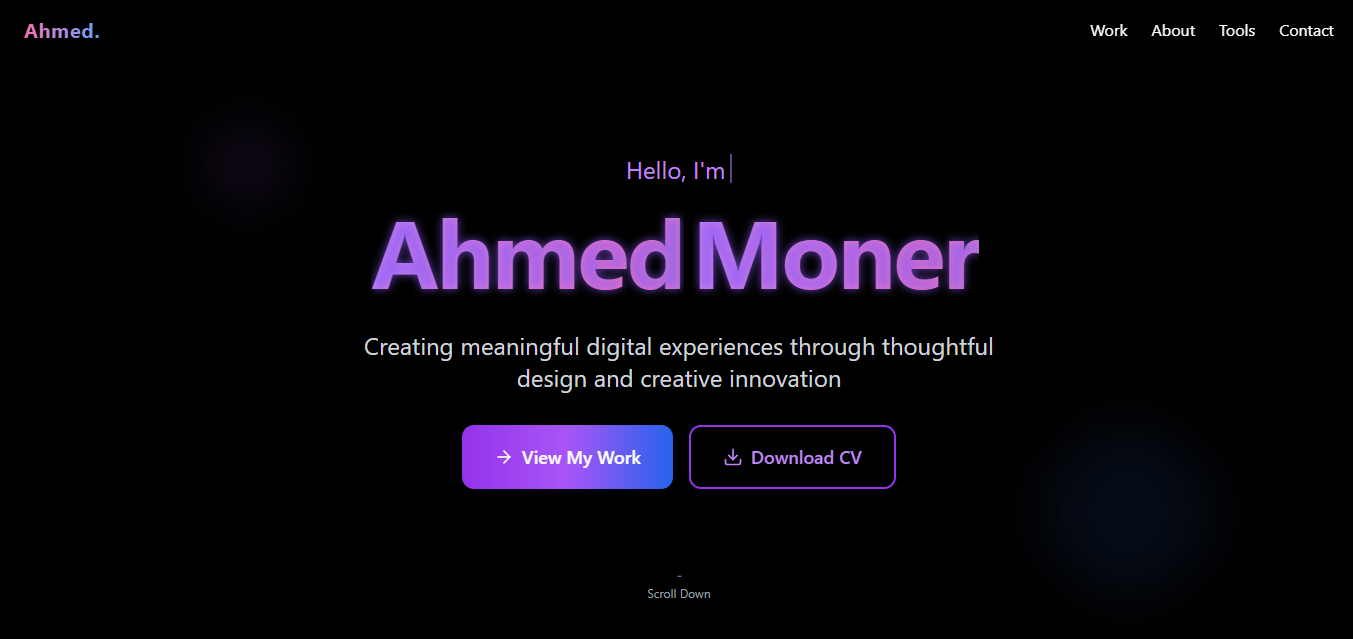 Ahmed.
Work About Tools Contact
Hello, I'm
Ahmed Moner
Creating meaningful digital experiences through thoughtful
design and creative innovation
View My Work
Download CV
Scroll Down